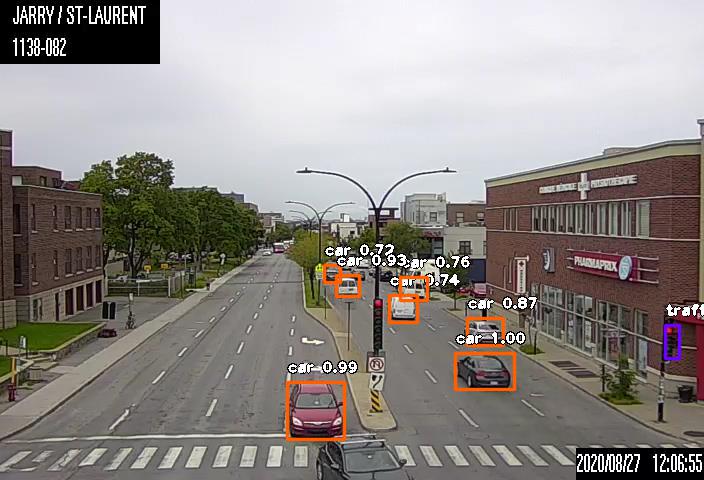 JARRY / ST-LAURENT
1138-082
car 0.72
car 0.93
car 0.76
car 0.74
car 0.87
traff
car 1.00
car 0.99
PHARMAPRIX
2020/08/27 12:06:55